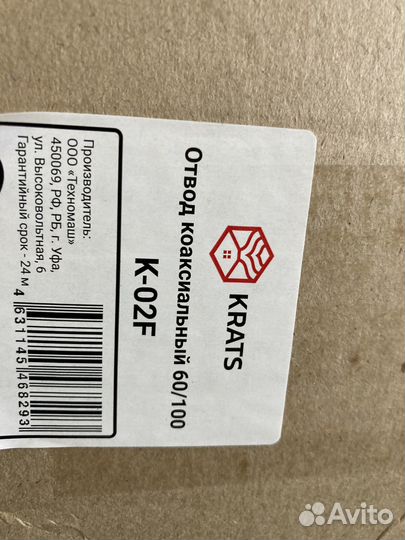 KRATS
Отвод коаксиальный 60/100
K-02F
Производитель:
ООО «Техномаш»
450069, РФ, РБ, г. Уфа,
ул. Высоковольтная, 6
Гарантийный срок - 24 м
4 631145 468293
Avito